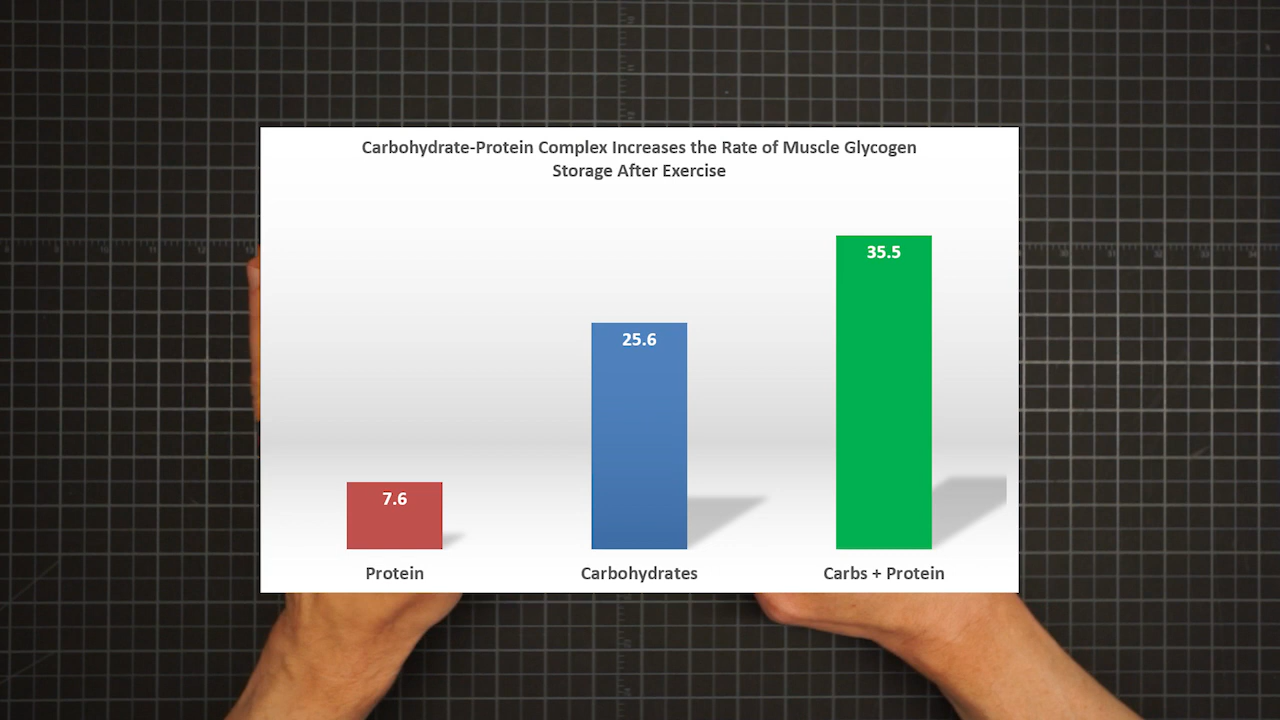 Carbohydrate-Protein Complex Increases the Rate of Muscle Glycogen
Storage After Exercise
7.6
25.6
35.5
Protein
Carbohydrates
Carbs + Protein